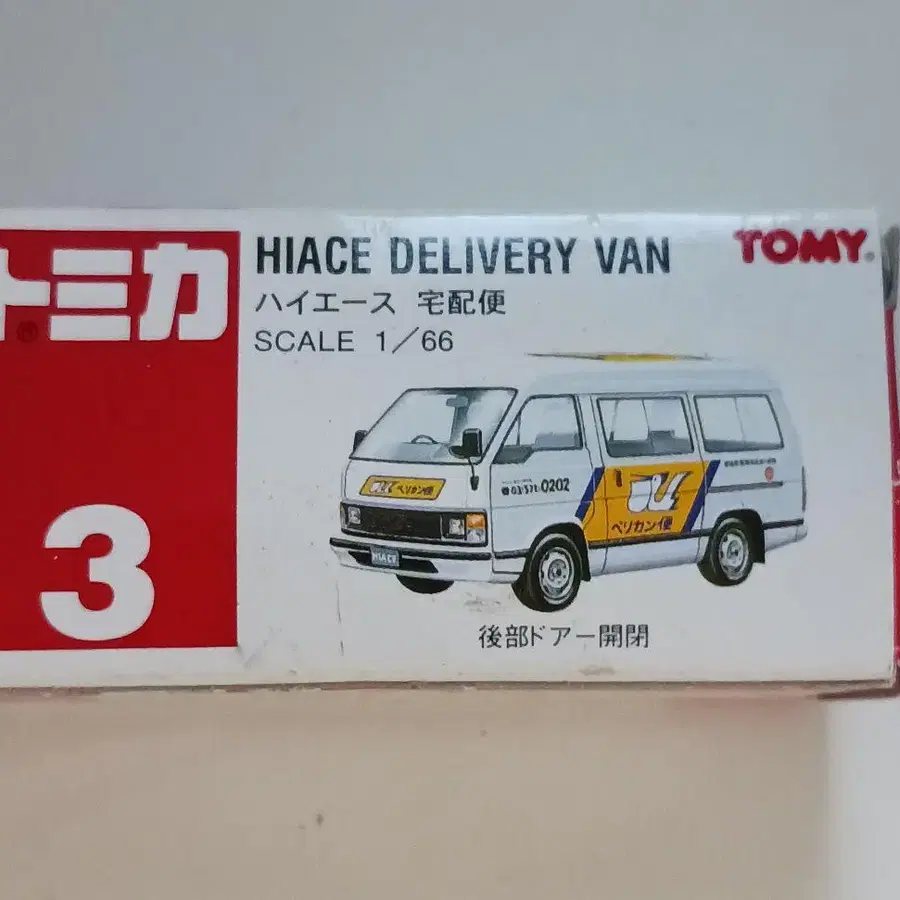 トミカ
3
HIACE DELIVERY VAN
TOMY
ハイエース 宅配便
SCALE 1/66
ペリカン便
HIACE
☎03/571-0202
ペリカン便
後部ドアー開閉